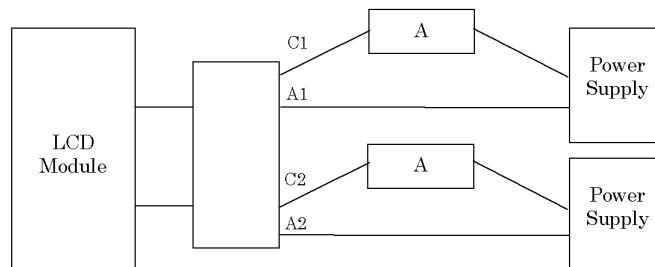 LCD
Module
C1
A
A1
Power
Supply
C2
A
A2
Power
Supply